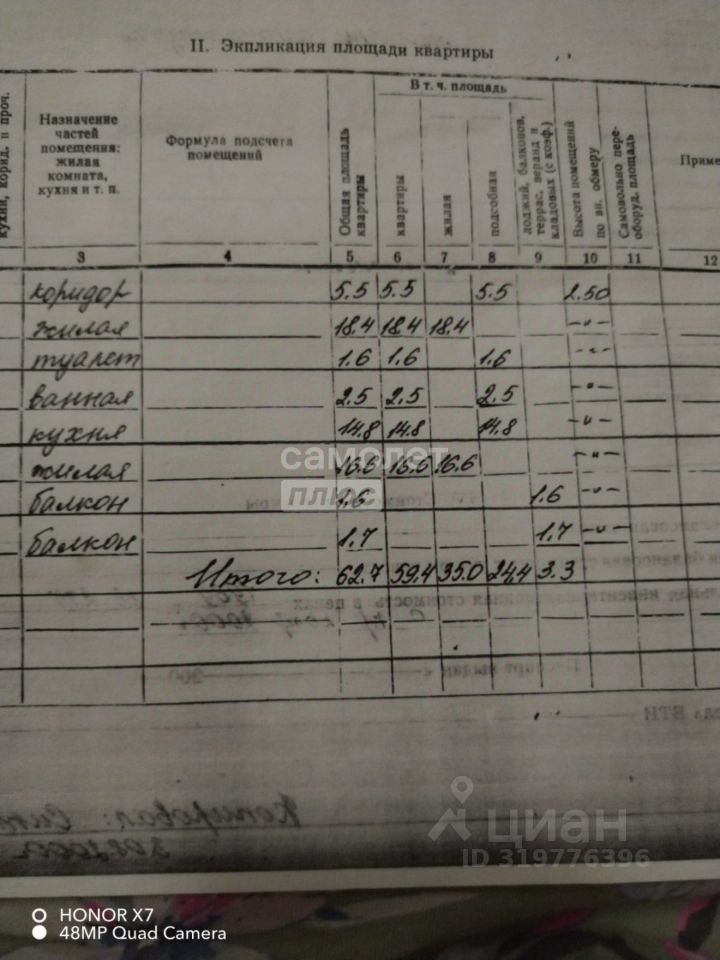 II. Экпликация площади квартиры
кухни, корид. и проч.
Назначение частей помещения: жилая комната, кухня и т. п.
Формула подсчета помещений
Общая площадь квартиры
В т. ч. площадь
квартиры
жилая
подсобная
лоджий, балконов, террас, веранд и кладовых (с коэф.)
Высота помещений по вн. обмеру
Самовольно пере- оборуд. площадь
Приме
3 4 5 6 7 8 9 10 11 12
коридор 5.5 5.5 5.5 2.50
жилая 18.4 18.4 18.4 -"-
туалет 1.6 1.6 1.6 -"-
ванная 2.5 2.5 2.5 -"-
кухня 14.8 14.8 14.8 -"-
жилая 16.6 16.6 16.6 -"-
балкон 1.6 1.6 -"-
балкон 1.7 1.7 -"-
Итого: 62.7 59.4 35.0 24.4 3.3
самолет
плюс
циан
ID 319776396
HONOR X7
48MP Quad Camera